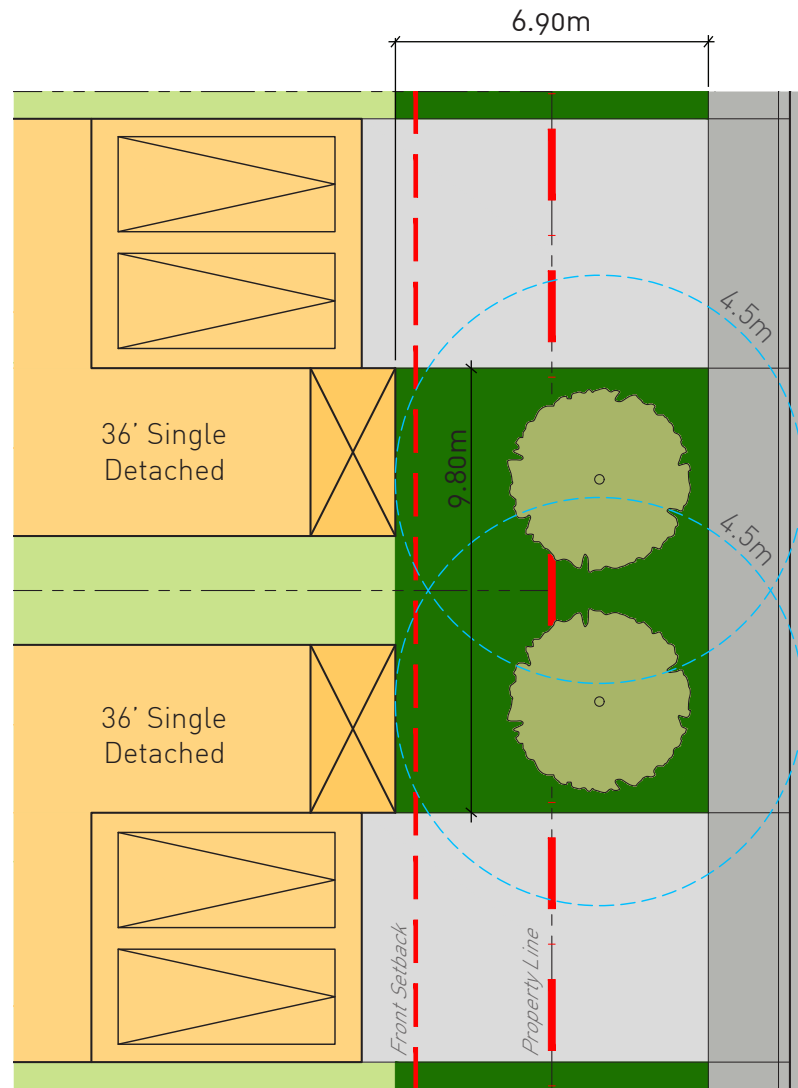 6.90m
4.5m
36’ Single
Detached
9.80m
4.5m
36’ Single
Detached
Front Setback
Property Line